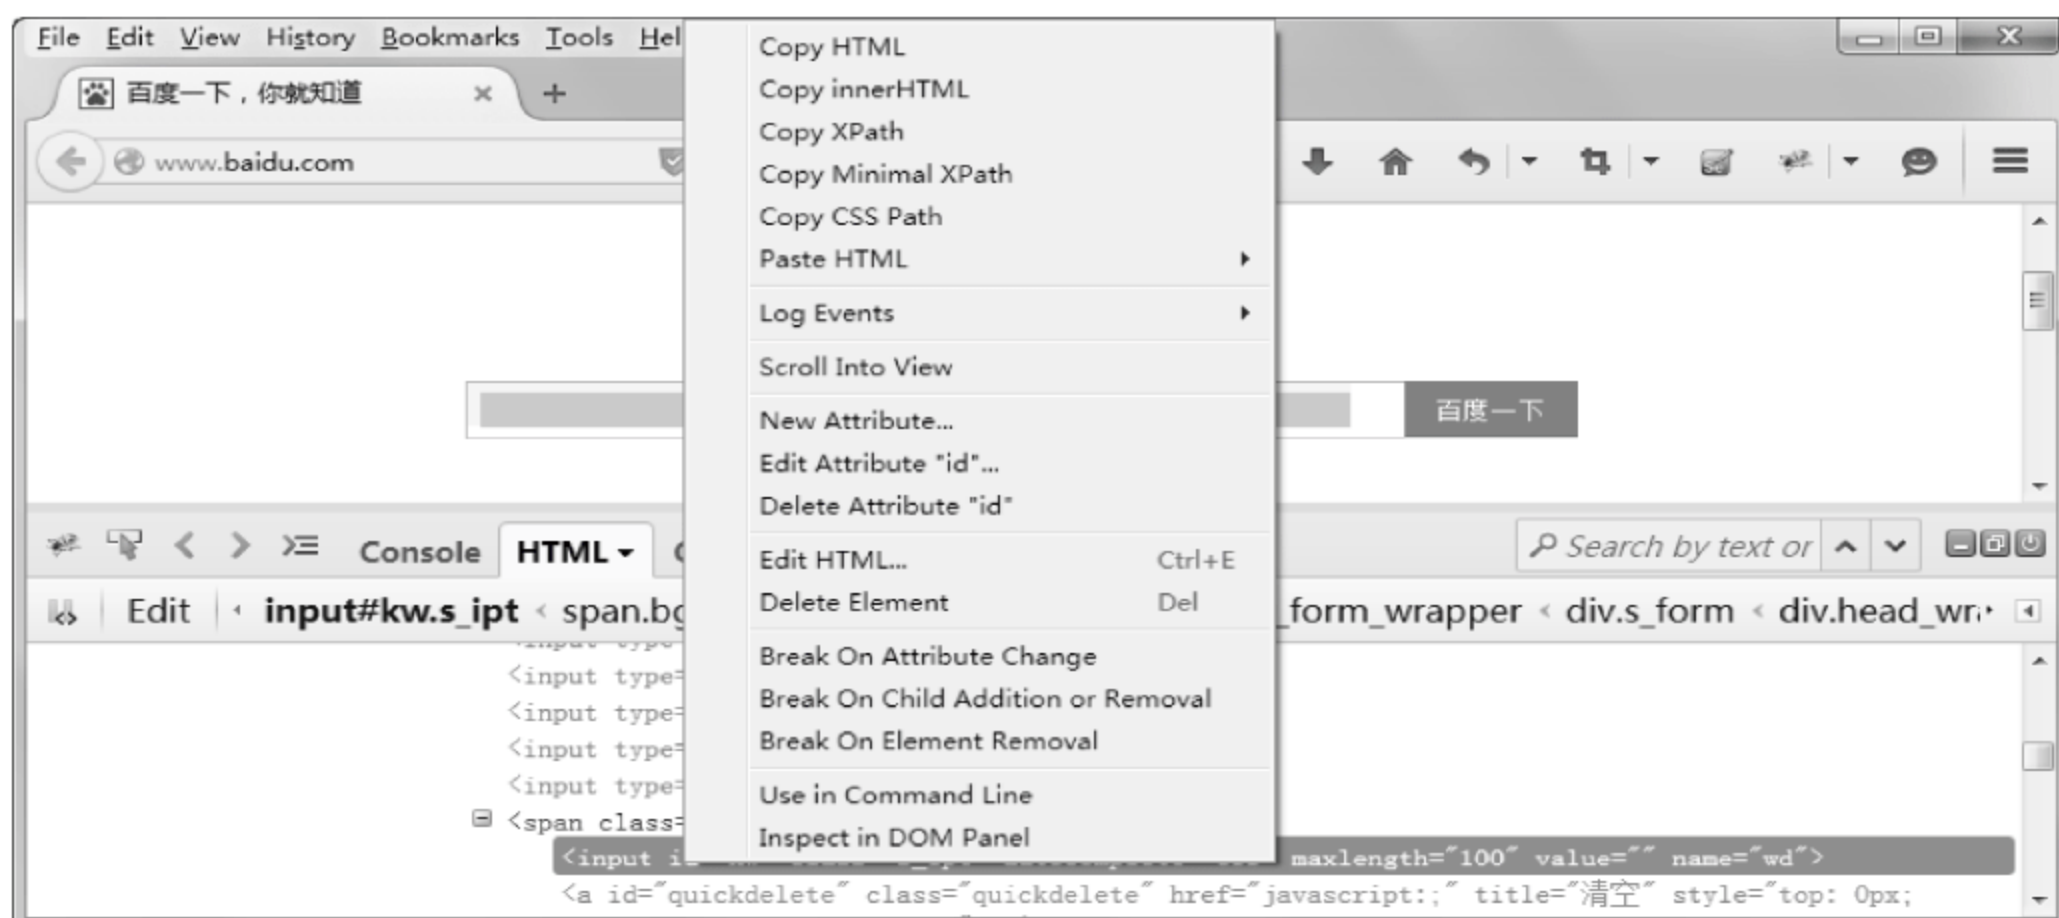 File Edit View History Bookmarks Tools
百度一下，你就知道
www.baidu.com
Copy HTML
Copy innerHTML
Copy XPath
Copy Minimal XPath
Copy CSS Path
Paste HTML
Log Events
Scroll Into View
New Attribute...
Edit Attribute "id"...
Delete Attribute "id"
Edit HTML... Ctrl+E
Delete Element Del
Break On Attribute Change
Break On Child Addition or Removal
Break On Element Removal
Use in Command Line
Inspect in DOM Panel
百度一下
Console HTML Search by text or
Edit input#kw.s_ipt < span.bg _form_wrapper < div.s_form < div.head_wr
<input type=
<input type=
<input type=
<input type=
<span class=
<input maxlength="100" value="" name="wd">
<a id="quickdelete" class="quickdelete" href="javascript:;" title="清空" style="top: 0px;